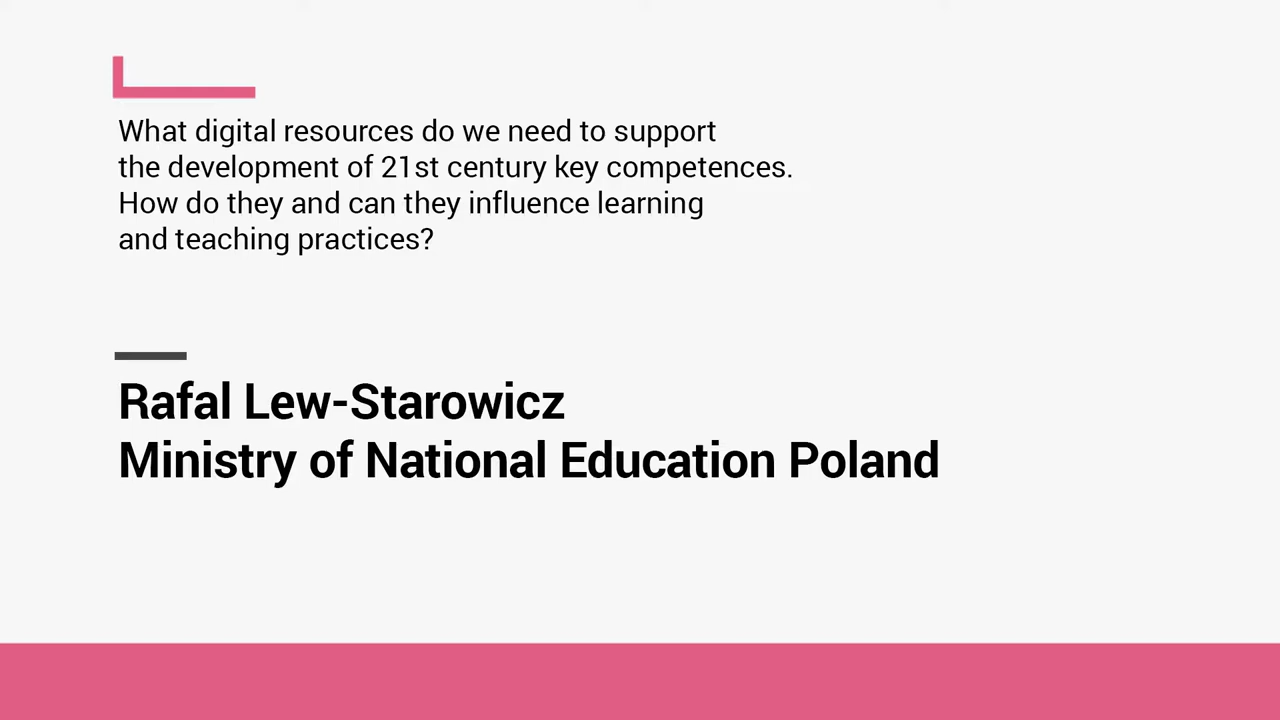 What digital resources do we need to support
the development of 21st century key competences.
How do they and can they influence learning
and teaching practices?
Rafal Lew-Starowicz
Ministry of National Education Poland